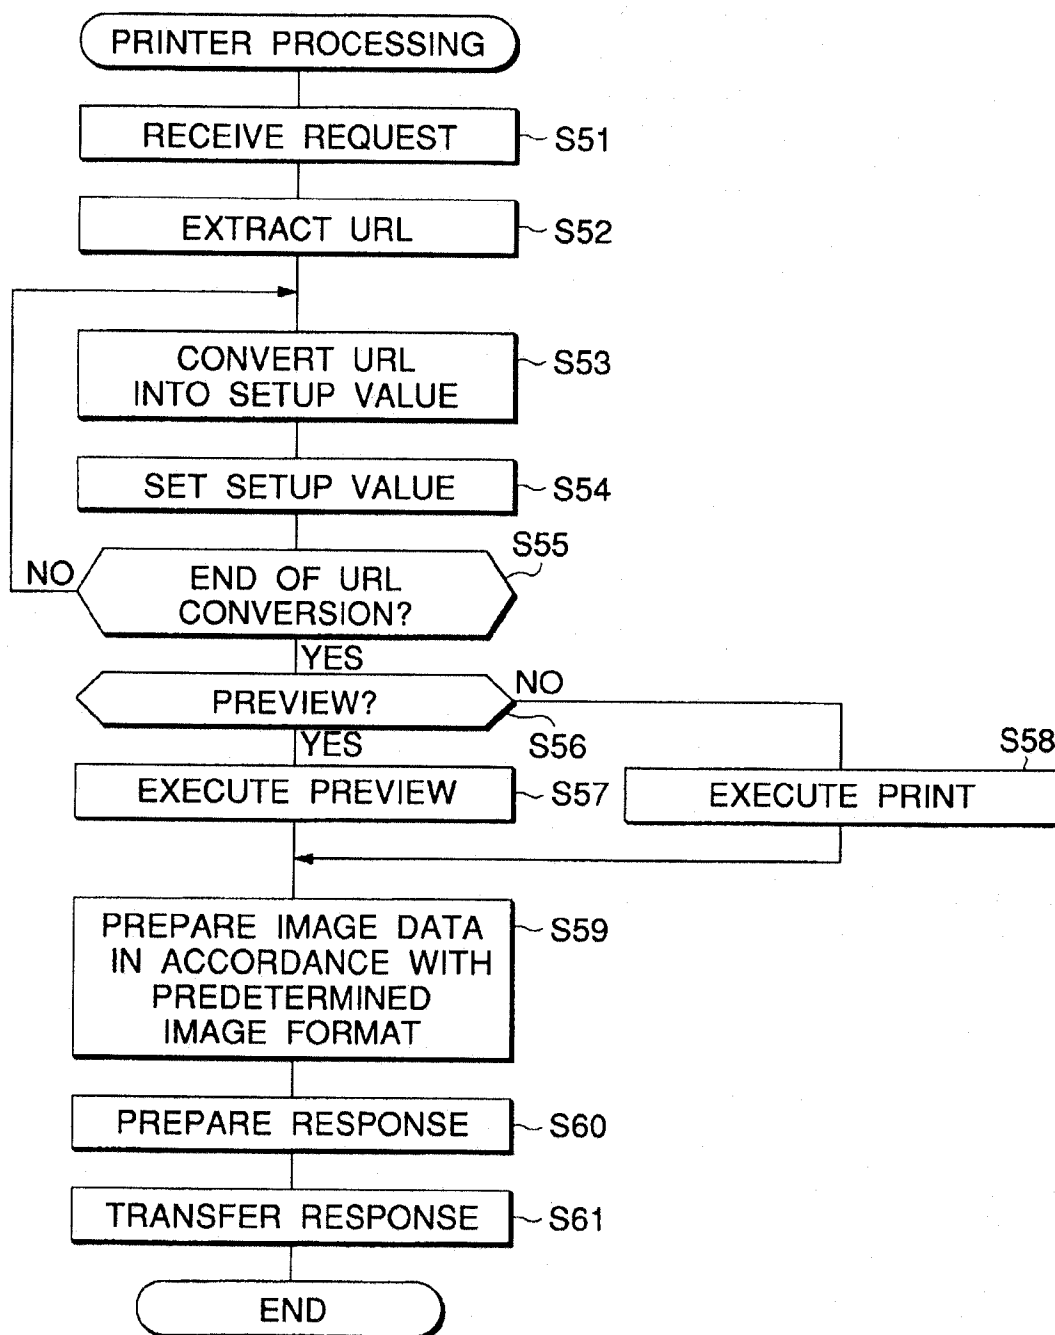 PRINTER PROCESSING
RECEIVE REQUEST
S51
EXTRACT URL
S52
CONVERT URL
INTO SETUP VALUE
S53
SET SETUP VALUE
S54
S55
NO
END OF URL
CONVERSION?
YES
NO
PREVIEW?
S56
YES
S58
EXECUTE PREVIEW
S57
EXECUTE PRINT
PREPARE IMAGE DATA
IN ACCORDANCE WITH
PREDETERMINED
IMAGE FORMAT
S59
PREPARE RESPONSE
S60
TRANSFER RESPONSE
S61
END